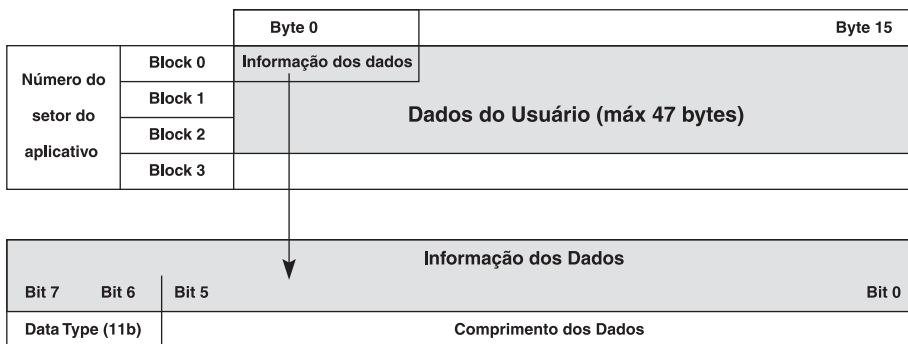 Byte 0 Byte 15
Número do
setor do
aplicativo
Block 0 Informação dos dados
Block 1
Block 2
Block 3
Dados do Usuário (máx 47 bytes)
Informação dos Dados
Bit 7 Bit 6 Bit 5 Bit 0
Data Type (11b) Comprimento dos Dados